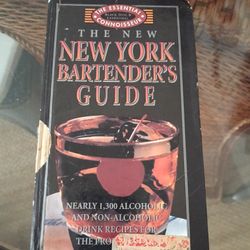 THE ESSENTIAL
CONNOISSEUR
THE NEW
NEW YORK
BARTENDER'S
GUIDE
NEARLY 1,300 ALCOHOLIC
AND NON-ALCOHOLIC
DRINK RECIPES FOR
THE PRO